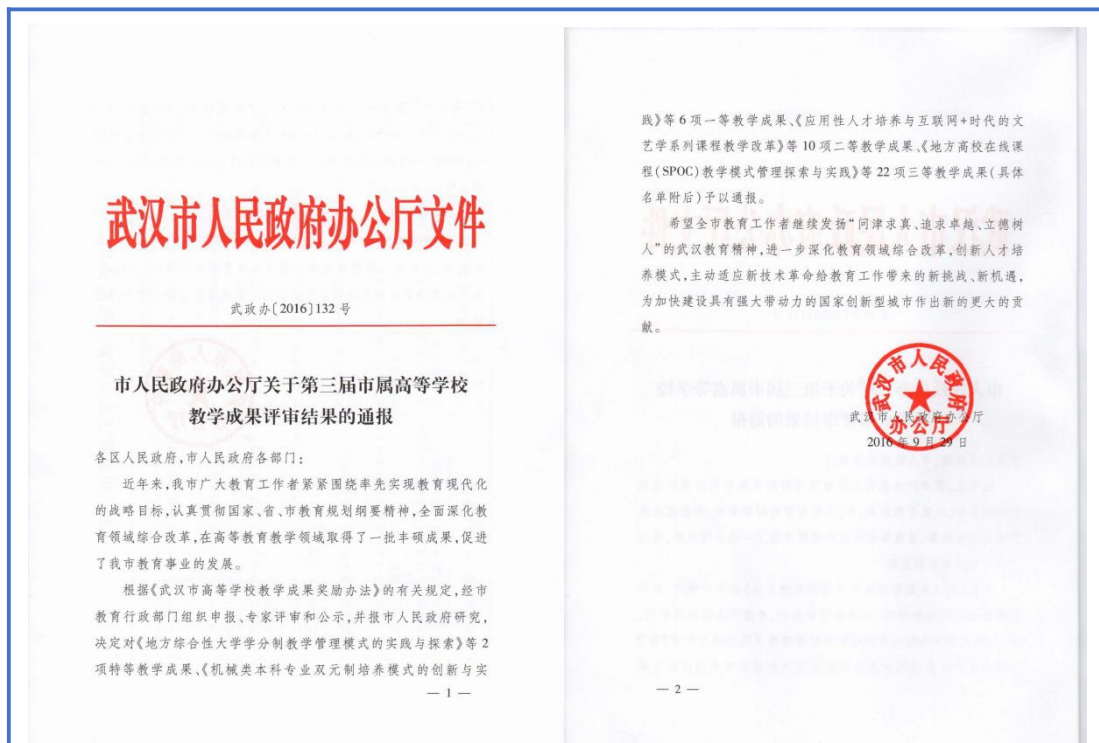 武汉市人民政府办公厅文件
武政办〔2016〕132 号
市人民政府办公厅关于第三届市属高等学校
教学成果评审结果的通报
各区人民政府,市人民政府各部门:
近年来,我市广大教育工作者紧紧围绕率先实现教育现代化
的战略目标,认真贯彻国家、省、市教育规划纲要精神,全面深化教
育领域综合改革,在高等教育教学领域取得了一批丰硕成果,促进
了我市教育事业的发展。
根据《武汉市高等学校教学成果奖励办法》的有关规定,经市
教育行政部门组织申报、专家评审和公示,并报市人民政府研究,
决定对《地方综合性大学学分制教学管理模式的实践与探索》等 2
项特等教学成果、《机械类本科专业双元制培养模式的创新与实
— 1 —
践》等 6 项一等教学成果、《应用性人才培养与互联网+时代的文
艺学系列课程教学改革》等 10 项二等教学成果、《地方高校在线课
程(SPOC)教学模式管理探索与实践》等 22 项三等教学成果(具体
名单附后)予以通报。
希望全市教育工作者继续发扬“问津求真、追求卓越、立德树
人”的武汉教育精神,进一步深化教育领域综合改革,创新人才培
养模式,主动适应新技术革命给教育工作带来的新挑战、新机遇,
为加快建设具有强大带动力的国家创新型城市作出新的更大的贡
献。
武汉市人民政府
办公厅
武汉市人民政府办公厅
2016 年 9 月 29 日
— 2 —